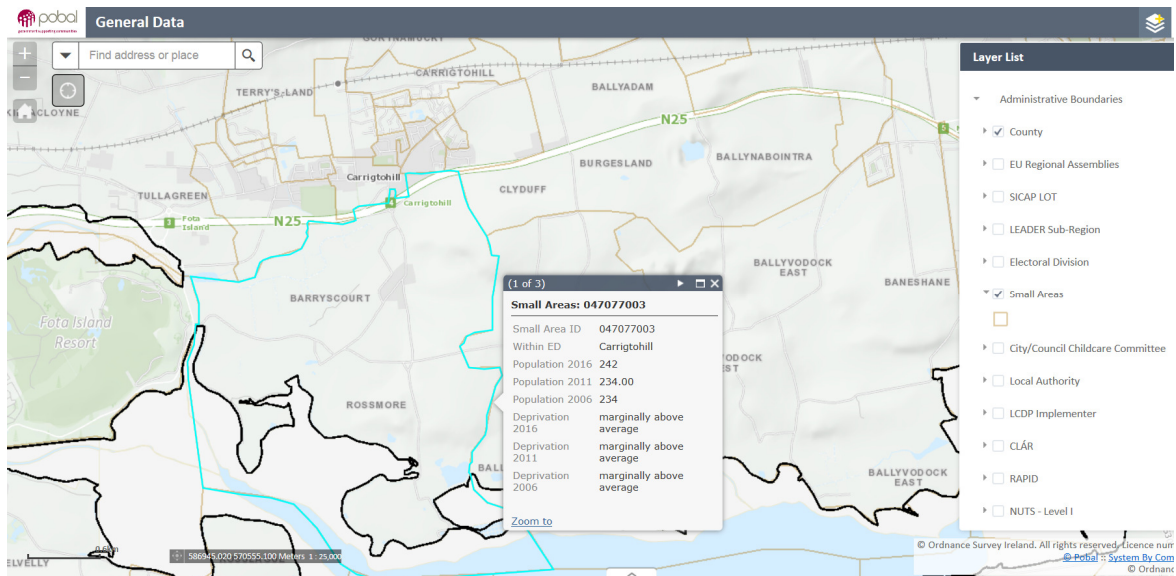 pobal
General Data
Find address or place
GORTNAMUCKY
CARRIGTOHILL
TERRY'S-LAND
BALLYADAM
N25
5
BURGESLAND
BALLYNABOINTRA
Carrigtohill
CLYDUFF
TULLAGREEN
4 Carrigtohill
3 Fota Island
N25
BALLYVODOCK EAST
BANESHANE
BARRYSCOURT
Fota Island
Resort
ROSSMORE
BALLYVODOCK
EAST
(1 of 3)
Small Areas: 047077003
Small Area ID 047077003
Within ED Carrigtohill
Population 2016 242
Population 2011 234.00
Population 2006 234
Deprivation 2016 marginally above average
Deprivation 2011 marginally above average
Deprivation 2006 marginally above average
Zoom to
Layer List
Administrative Boundaries
County
EU Regional Assemblies
SICAP LOT
LEADER Sub-Region
Electoral Division
Small Areas
City/Council Childcare Committee
Local Authority
LCDP Implementer
CLÁR
RAPID
NUTS - Level I
586945.020 570555.100 Meters 1 : 25,000
© Ordnance Survey Ireland. All rights reserved. Licence num
© Pobal :: System By Com
© Ordnanc